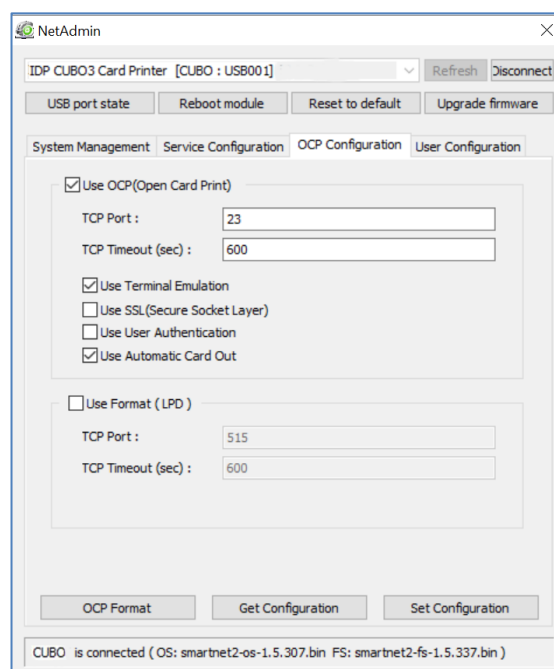 NetAdmin
IDP CUBO3 Card Printer [CUBO : USB001] Refresh Disconnect
USB port state Reboot module Reset to default Upgrade firmware
System Management Service Configuration OCP Configuration User Configuration
Use OCP(Open Card Print)
TCP Port : 23
TCP Timeout (sec) : 600
Use Terminal Emulation
Use SSL(Secure Socket Layer)
Use User Authentication
Use Automatic Card Out
Use Format ( LPD )
TCP Port : 515
TCP Timeout (sec) : 600
OCP Format Get Configuration Set Configuration
CUBO is connected ( OS: smartnet2-os-1.5.307.bin FS: smartnet2-fs-1.5.337.bin )